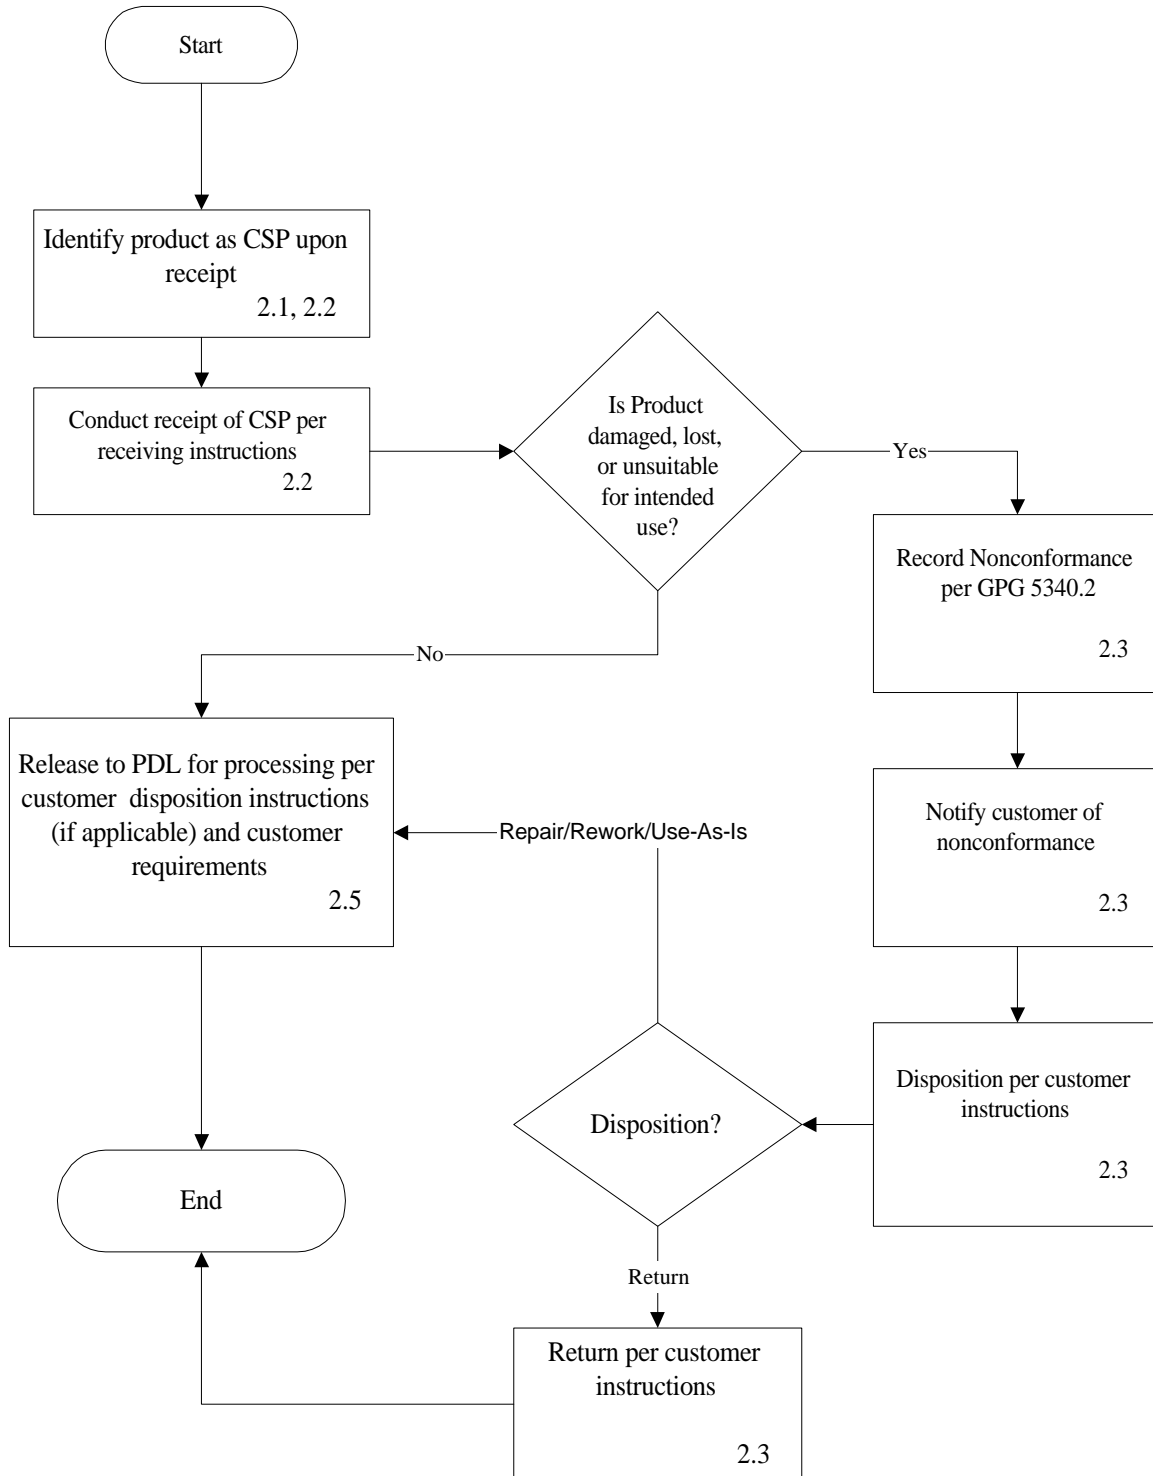 Start
Identify product as CSP upon
receipt
2.1, 2.2
Conduct receipt of CSP per
receiving instructions
2.2
Is Product
damaged, lost,
or unsuitable
for intended
use?
Yes
Record Nonconformance
per GPG 5340.2
2.3
No
Release to PDL for processing per
customer disposition instructions
(if applicable) and customer
requirements
2.5
Repair/Rework/Use-As-Is
Notify customer of
nonconformance
2.3
Disposition per customer
instructions
2.3
Disposition?
End
Return
Return per customer
instructions
2.3